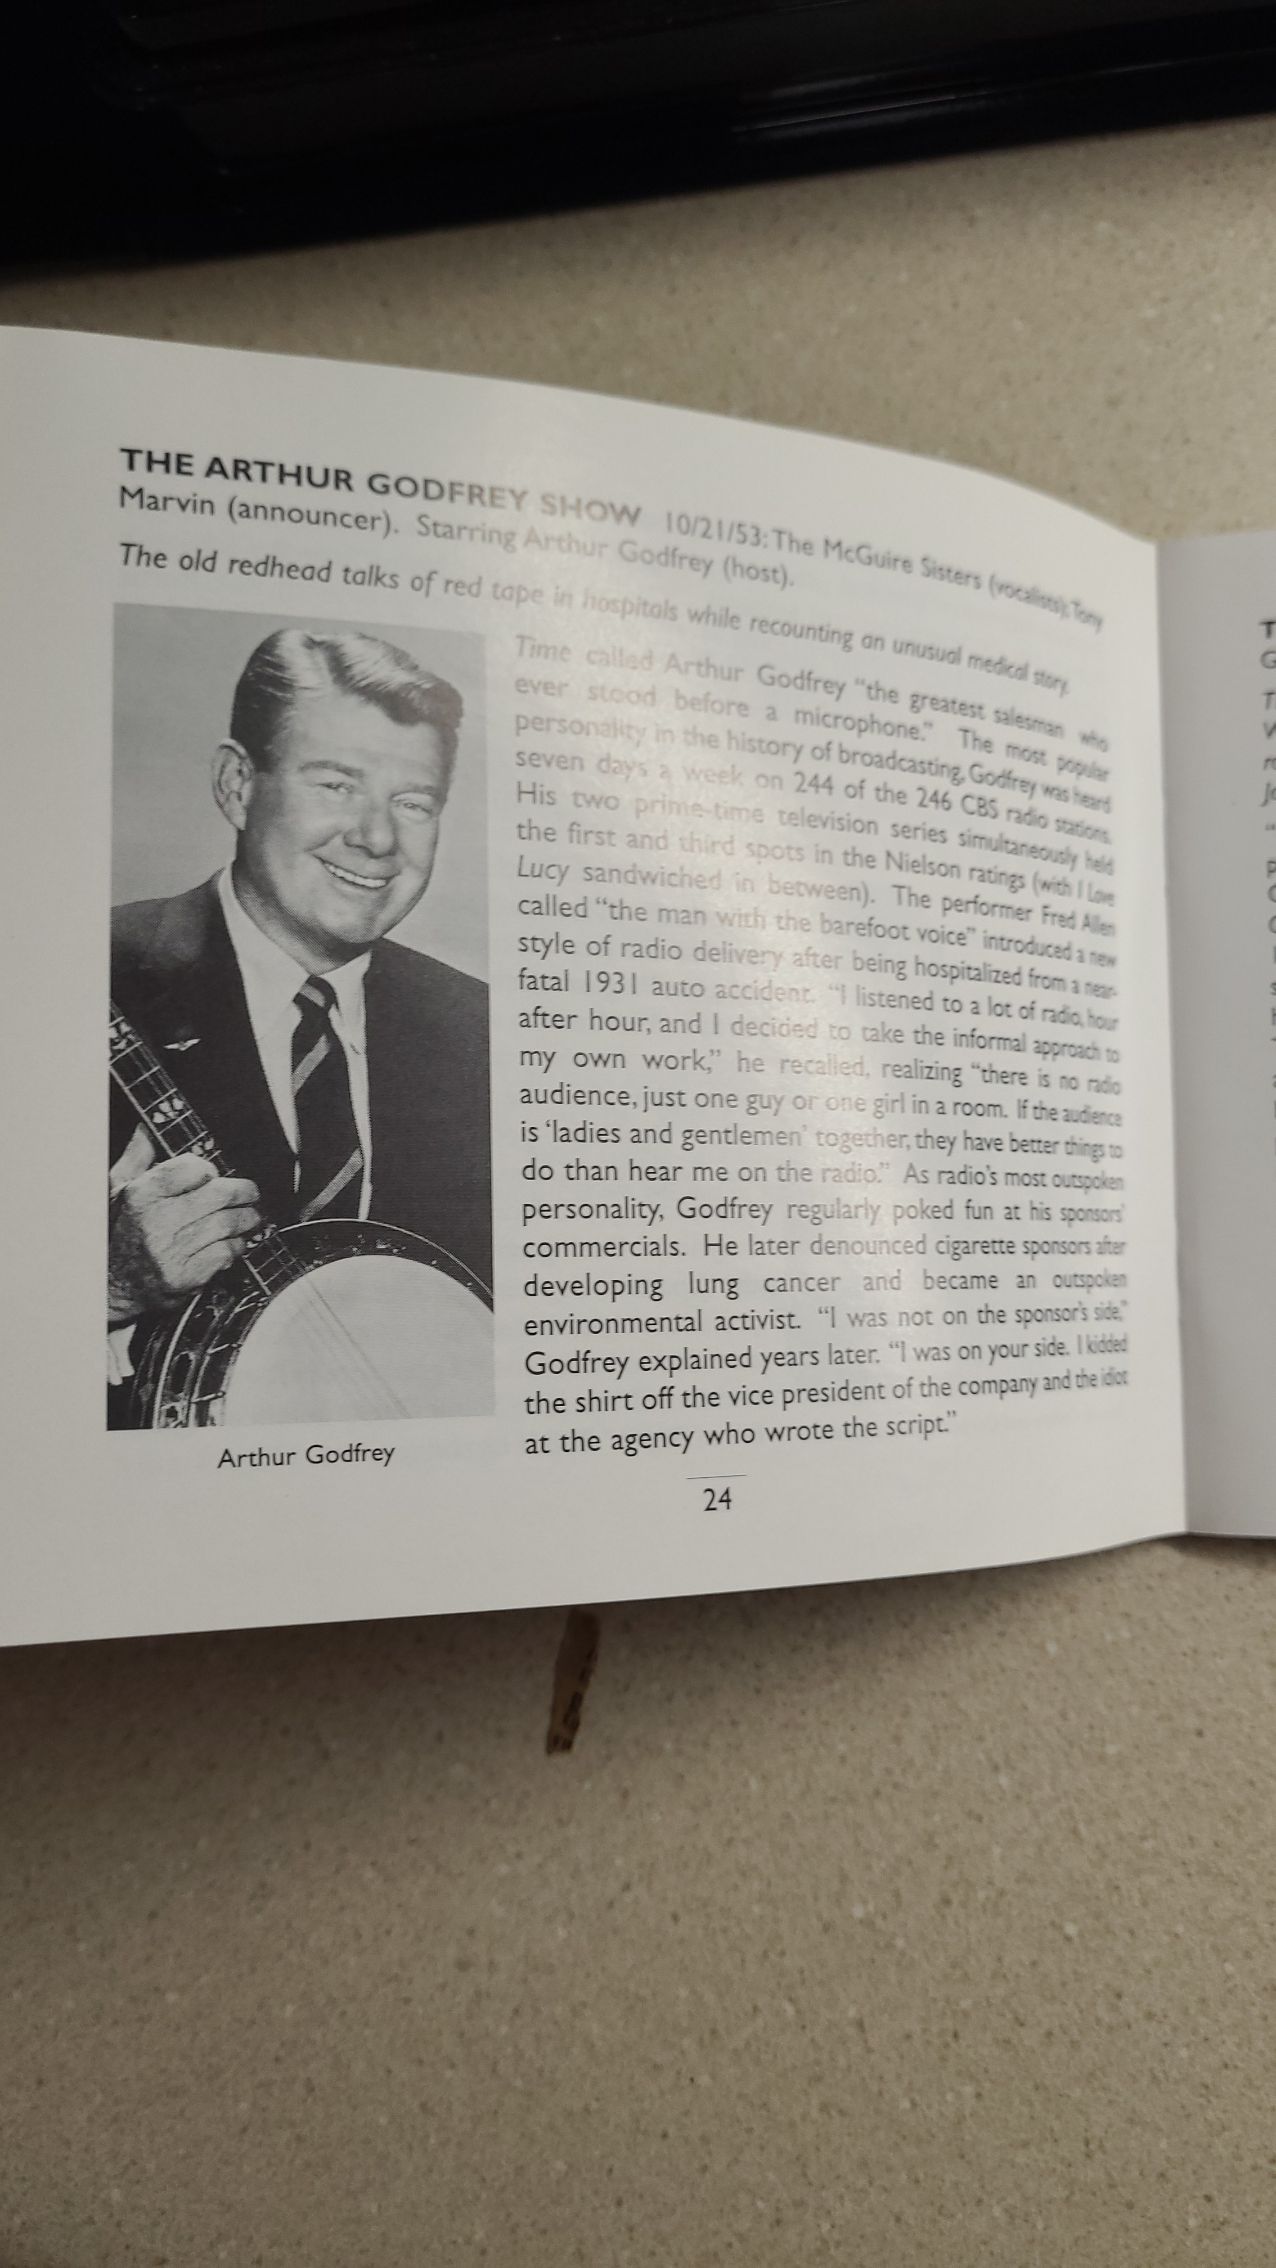 THE ARTHUR GODFREY SHOW 10/21/53: The McGuire Sisters (vocalists); Tony
Marvin (announcer). Starring Arthur Godfrey (host).
The old redhead talks of red tape in hospitals while recounting an unusual medical story.
Time called Arthur Godfrey “the greatest salesman who
ever stood before a microphone.” The most popular
personality in the history of broadcasting, Godfrey was heard
seven days a week on 244 of the 246 CBS radio stations.
His two prime-time television series simultaneously held
the first and third spots in the Nielson ratings (with I Love
Lucy sandwiched in between). The performer Fred Allen
called “the man with the barefoot voice” introduced a new
style of radio delivery after being hospitalized from a near-
fatal 1931 auto accident. “I listened to a lot of radio, hour
after hour, and I decided to take the informal approach to
my own work,” he recalled, realizing “there is no radio
audience, just one guy or one girl in a room. If the audience
is ‘ladies and gentlemen’ together, they have better things to
do than hear me on the radio.” As radio’s most outspoken
personality, Godfrey regularly poked fun at his sponsors’
commercials. He later denounced cigarette sponsors after
developing lung cancer and became an outspoken
environmental activist. “I was not on the sponsor’s side,”
Godfrey explained years later. “I was on your side. I kidded
the shirt off the vice president of the company and the idiot
at the agency who wrote the script.”
Arthur Godfrey
24